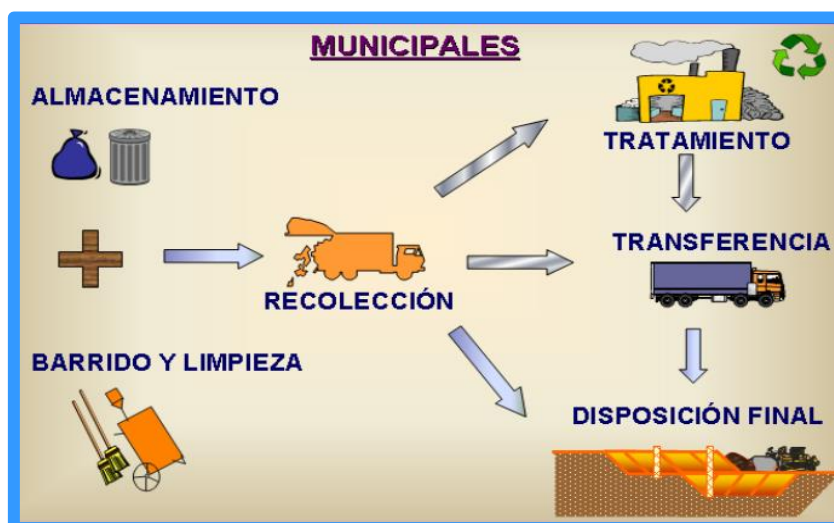 MUNICIPALES
ALMACENAMIENTO
TRATAMIENTO
TRANSFERENCIA
RECOLECCIÓN
BARRIDO Y LIMPIEZA
DISPOSICIÓN FINAL